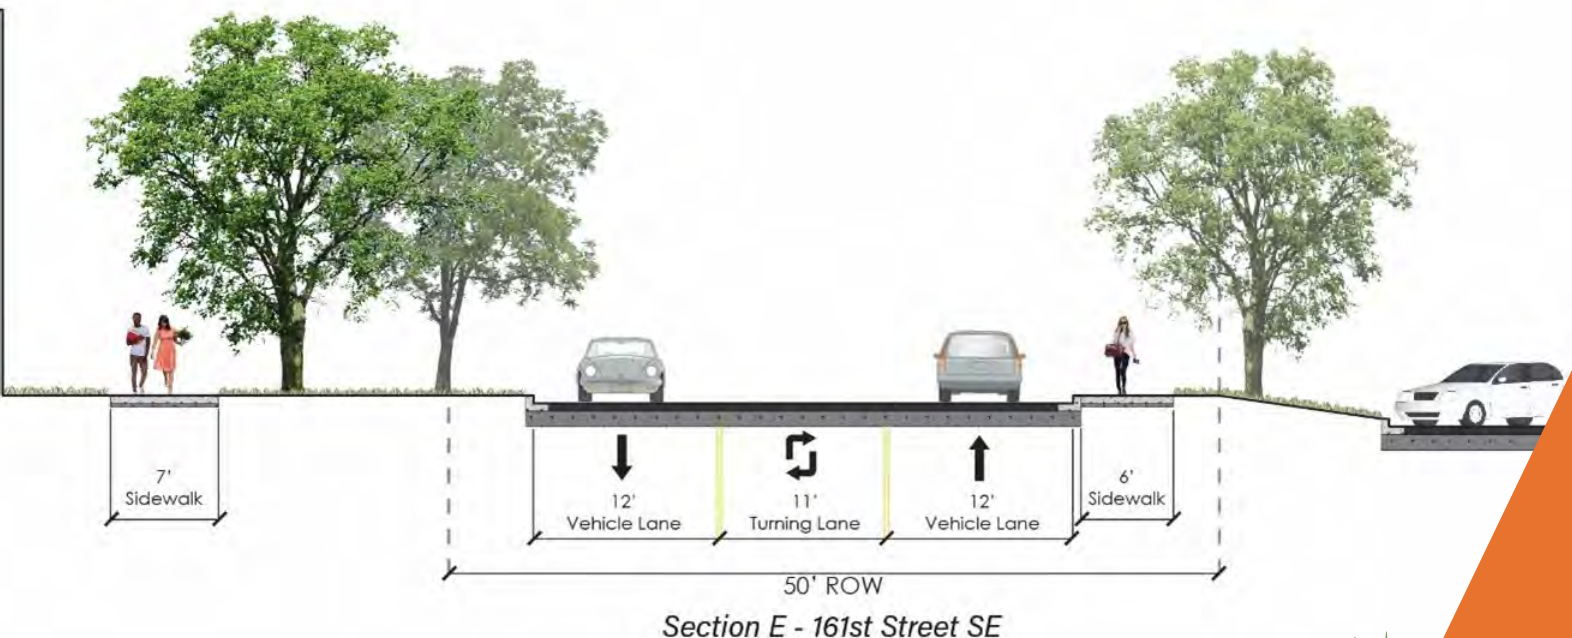 7'
Sidewalk
12'
Vehicle Lane
11'
Turning Lane
12'
Vehicle Lane
6'
Sidewalk
50' ROW
Section E - 161st Street SE